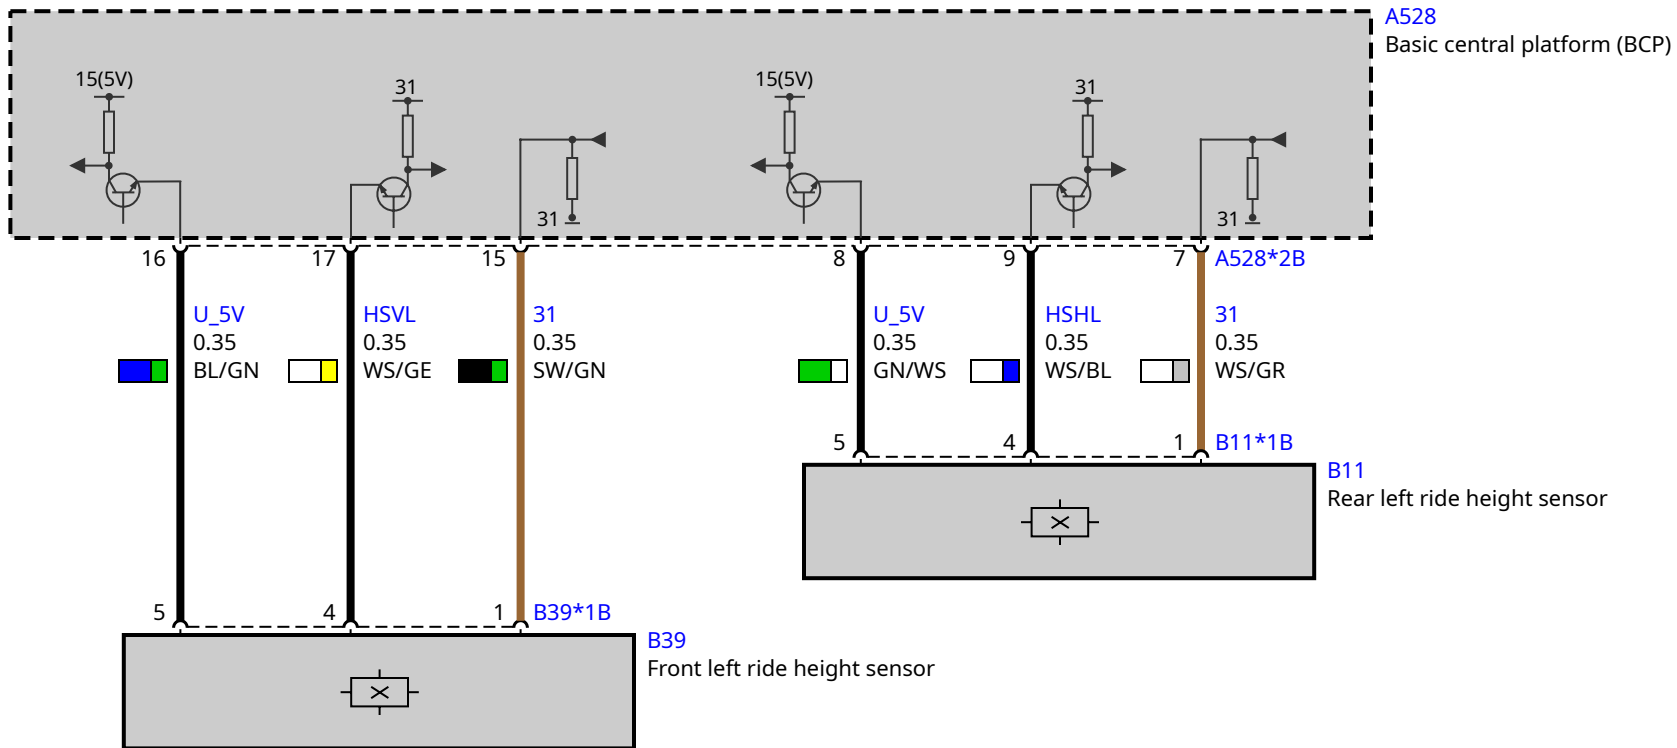 A528
Basic central platform (BCP)
15(5V)
31
31
15(5V)
31
31
16
17
15
8
9
7
A528*2B
U_5V
0.35
BL/GN
HSVL
0.35
WS/GE
31
0.35
SW/GN
U_5V
0.35
GN/WS
HSHL
0.35
WS/BL
31
0.35
WS/GR
5
4
1
B11*1B
B11
Rear left ride height sensor
5
4
1
B39*1B
B39
Front left ride height sensor